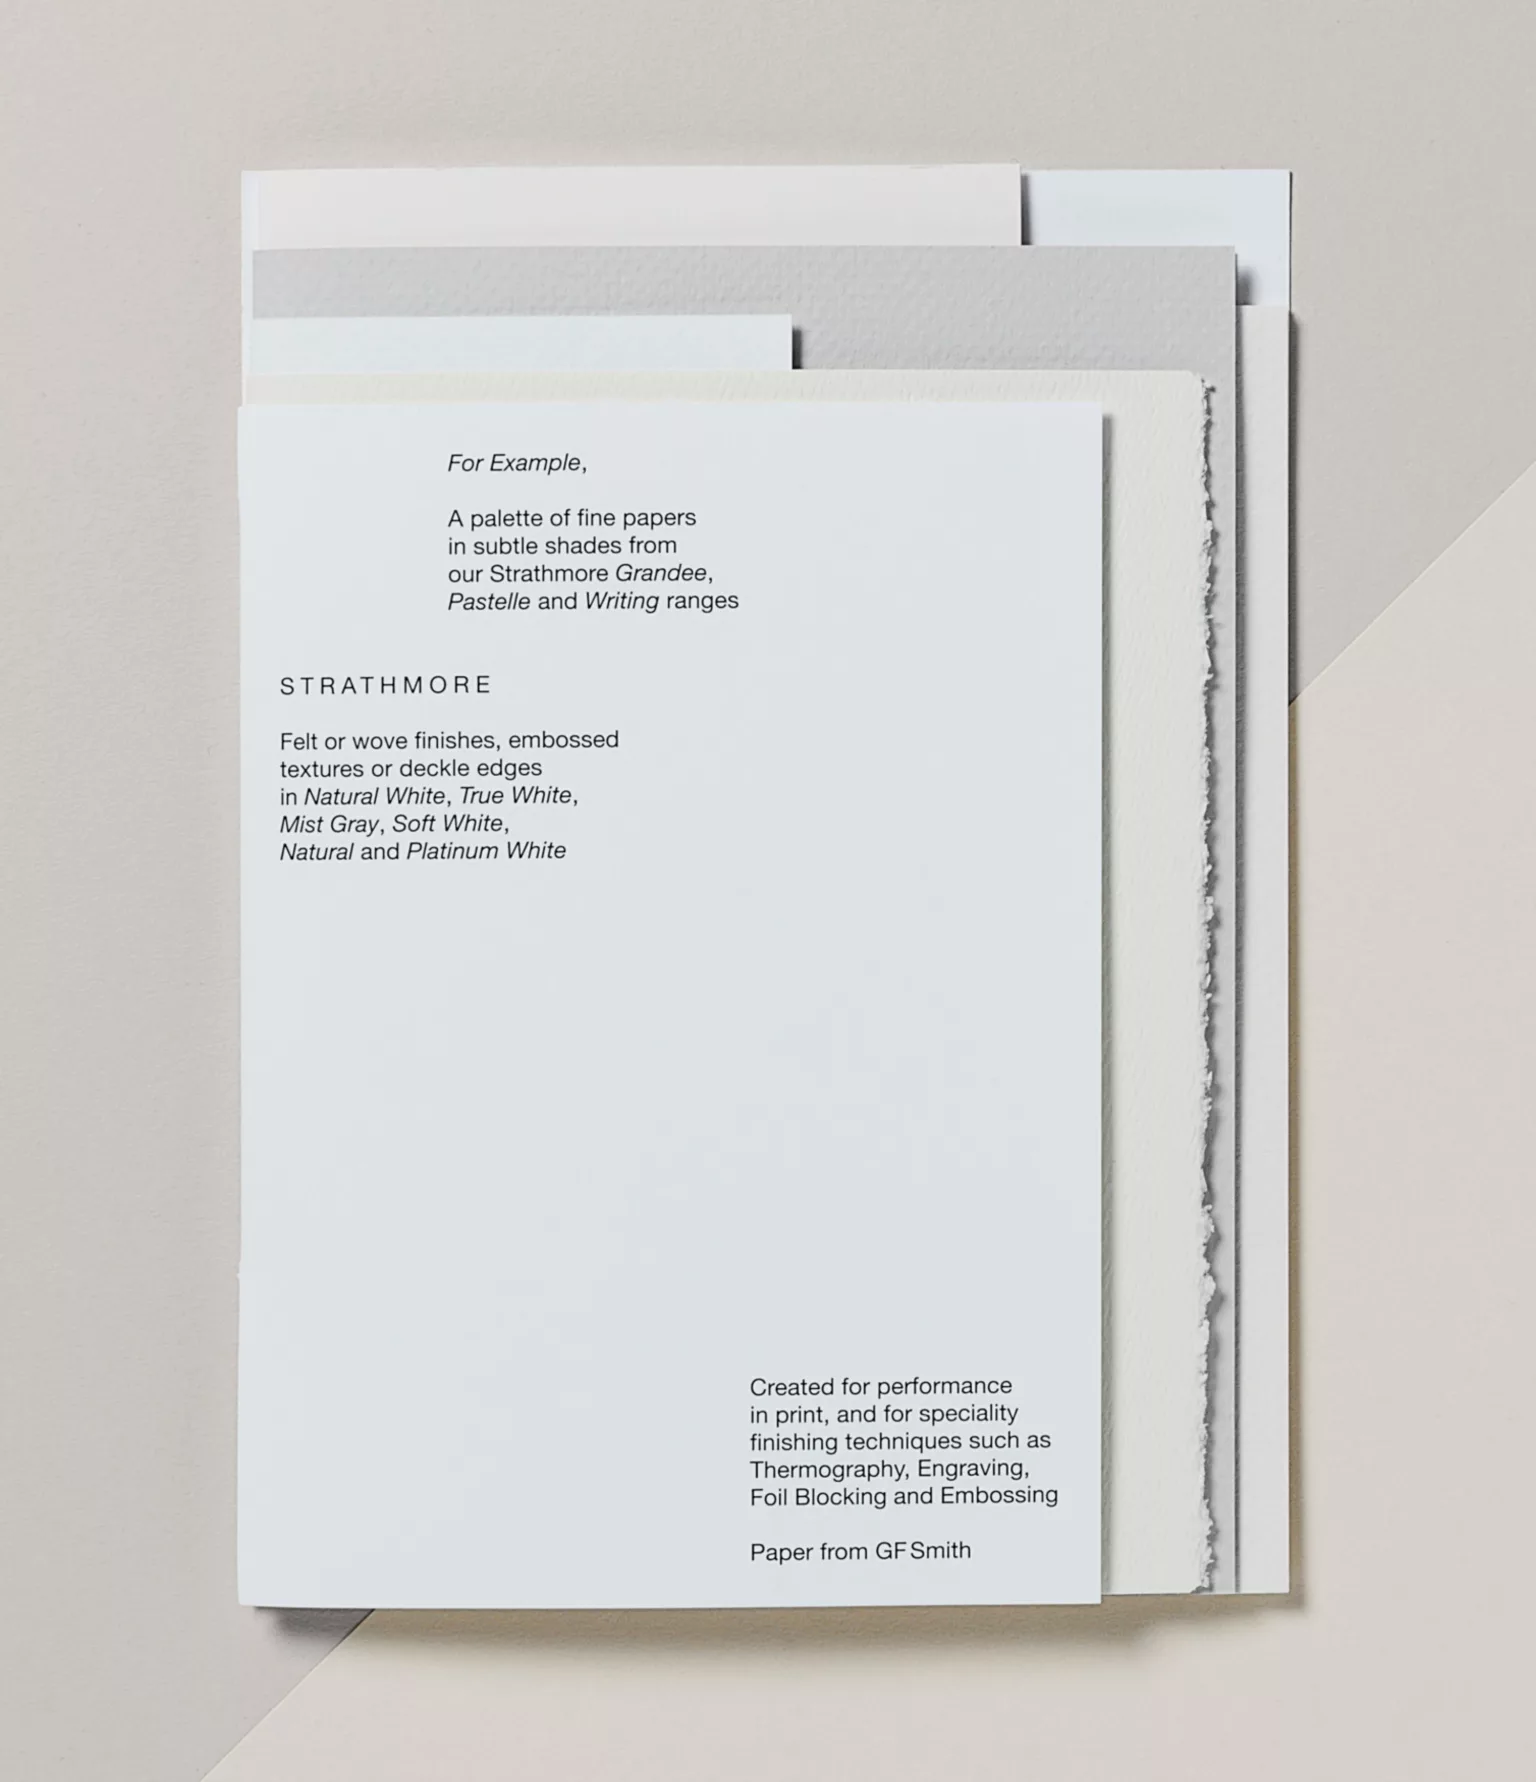 For Example,
A palette of fine papers
in subtle shades from
our Strathmore Grandee,
Pastelle and Writing ranges
STRATHMORE
Felt or wove finishes, embossed
textures or deckle edges
in Natural White, True White,
Mist Gray, Soft White,
Natural and Platinum White
Created for performance
in print, and for speciality
finishing techniques such as
Thermography, Engraving,
Foil Blocking and Embossing
Paper from GF Smith